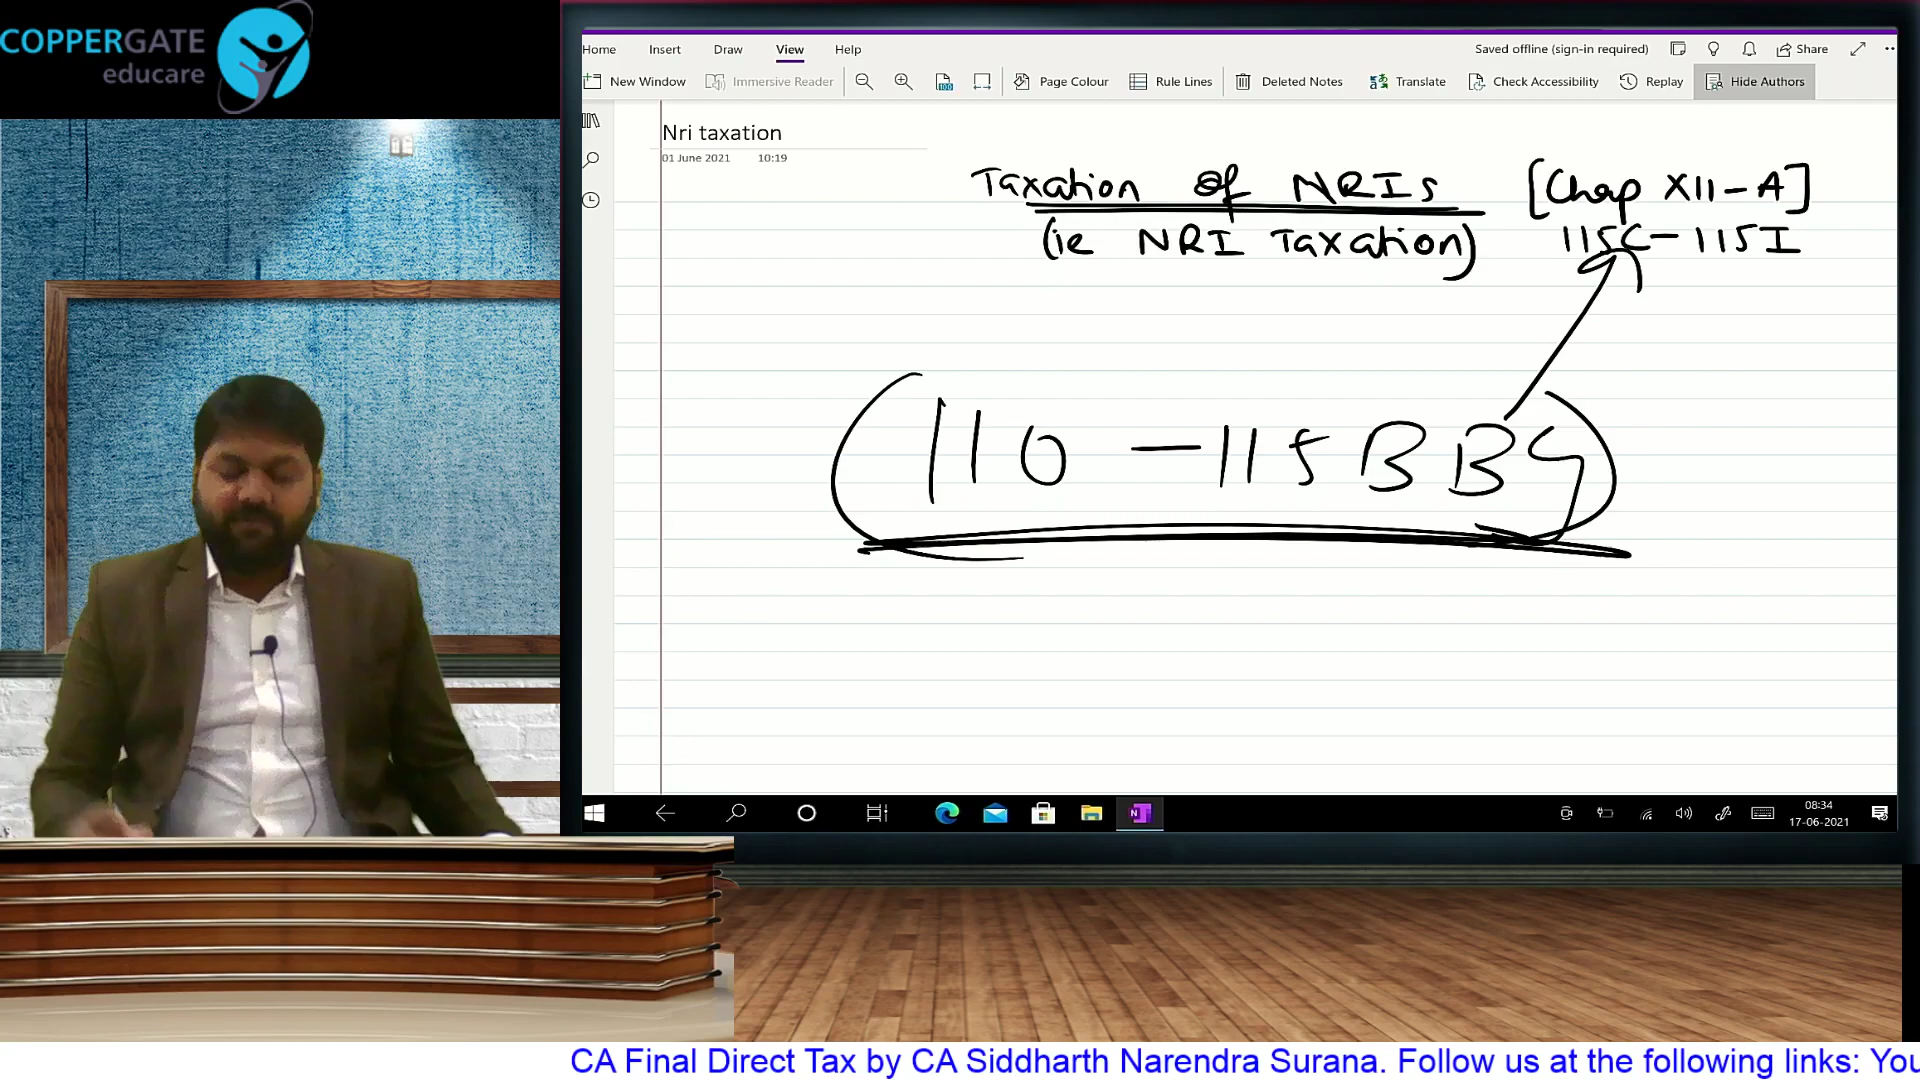 COPPERGATE
educare
Home Insert Draw View Help
Saved offline (sign-in required) Share
New Window Immersive Reader Page Colour Rule Lines Deleted Notes Translate Check Accessibility Replay Hide Authors
Nri taxation
01 June 2021 10:19
Taxation of NRIs [Chap XII-A]
(ie NRI Taxation) 115C-115I
(110 - 115BBG)
08:34
17-06-2021
CA Final Direct Tax by CA Siddharth Narendra Surana. Follow us at the following links: You